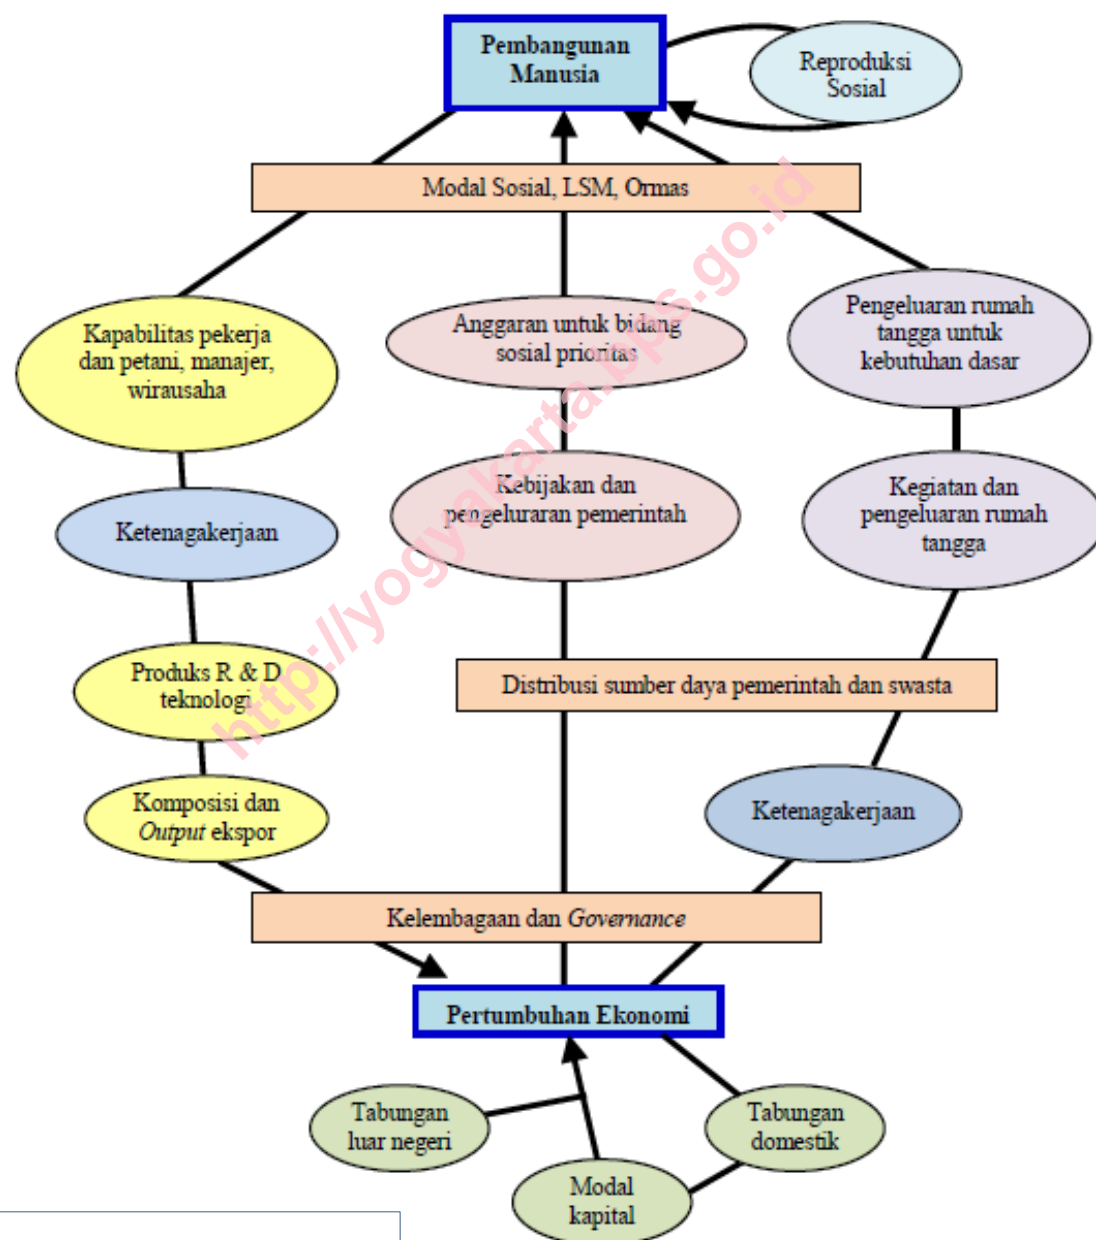 Pembangunan
Manusia
Reproduksi
Sosial
Modal Sosial, LSM, Ormas
Kapabilitas pekerja
dan petani, manajer,
wirausaha
Anggaran untuk bidang
sosial prioritas
Pengeluaran rumah
tangga untuk
kebutuhan dasar
Ketenagakerjaan
Kebijakan dan
pengeluraran pemerintah
Kegiatan dan
pengeluaran rumah
tangga
Produks R & D
teknologi
Distribusi sumber daya pemerintah dan swasta
Komposisi dan
Output ekspor
Ketenagakerjaan
Kelembagaan dan Governance
Pertumbuhan Ekonomi
Tabungan
luar negeri
Tabungan
domestik
Modal
kapital
http://yogyakarta.bps.go.id